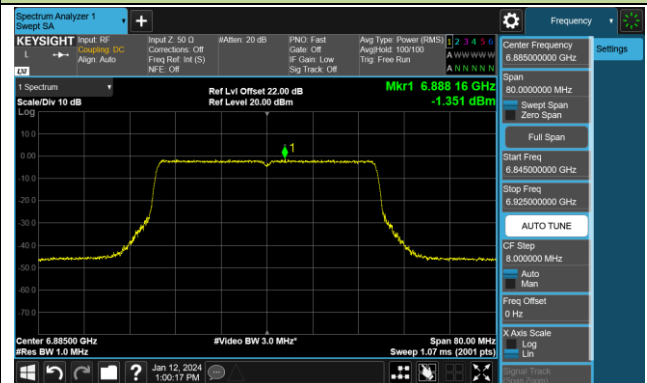 Spectrum Analyzer 1
Swept SA
Frequency
KEYSIGHT
Input: RF
Coupling: DC
Align: Auto
Input Z: 50 Ω
Corrections: Off
Freq Ref: Int (S)
NFE: Off
#Atten: 20 dB
PNO: Fast
Gate: Off
IF Gain: Low
Sig Track: Off
Avg Type: Power (RMS)
Avg|Hold: 100/100
Trig: Free Run
1 2 3 4 5 6
A W W W W W
A N N N N N
L
LXI
1 Spectrum
Scale/Div 10 dB
Log
Ref Lvl Offset 22.00 dB
Ref Level 20.00 dBm
Mkr1 6.888 16 GHz
-1.351 dBm
10.0
0.00
-10.0
-20.0
-30.0
-40.0
-50.0
-60.0
-70.0
1
Center 6.88500 GHz
#Res BW 1.0 MHz
#Video BW 3.0 MHz*
Span 80.00 MHz
Sweep 1.07 ms (2001 pts)
Jan 12, 2024
1:00:17 PM
Center Frequency
6.885000000 GHz
Settings
Span
80.0000000 MHz
Swept Span
Zero Span
Full Span
Start Freq
6.845000000 GHz
Stop Freq
6.925000000 GHz
AUTO TUNE
CF Step
8.000000 MHz
Auto
Man
Freq Offset
0 Hz
X Axis Scale
Log
Lin
Signal Track
(Span Zoom)